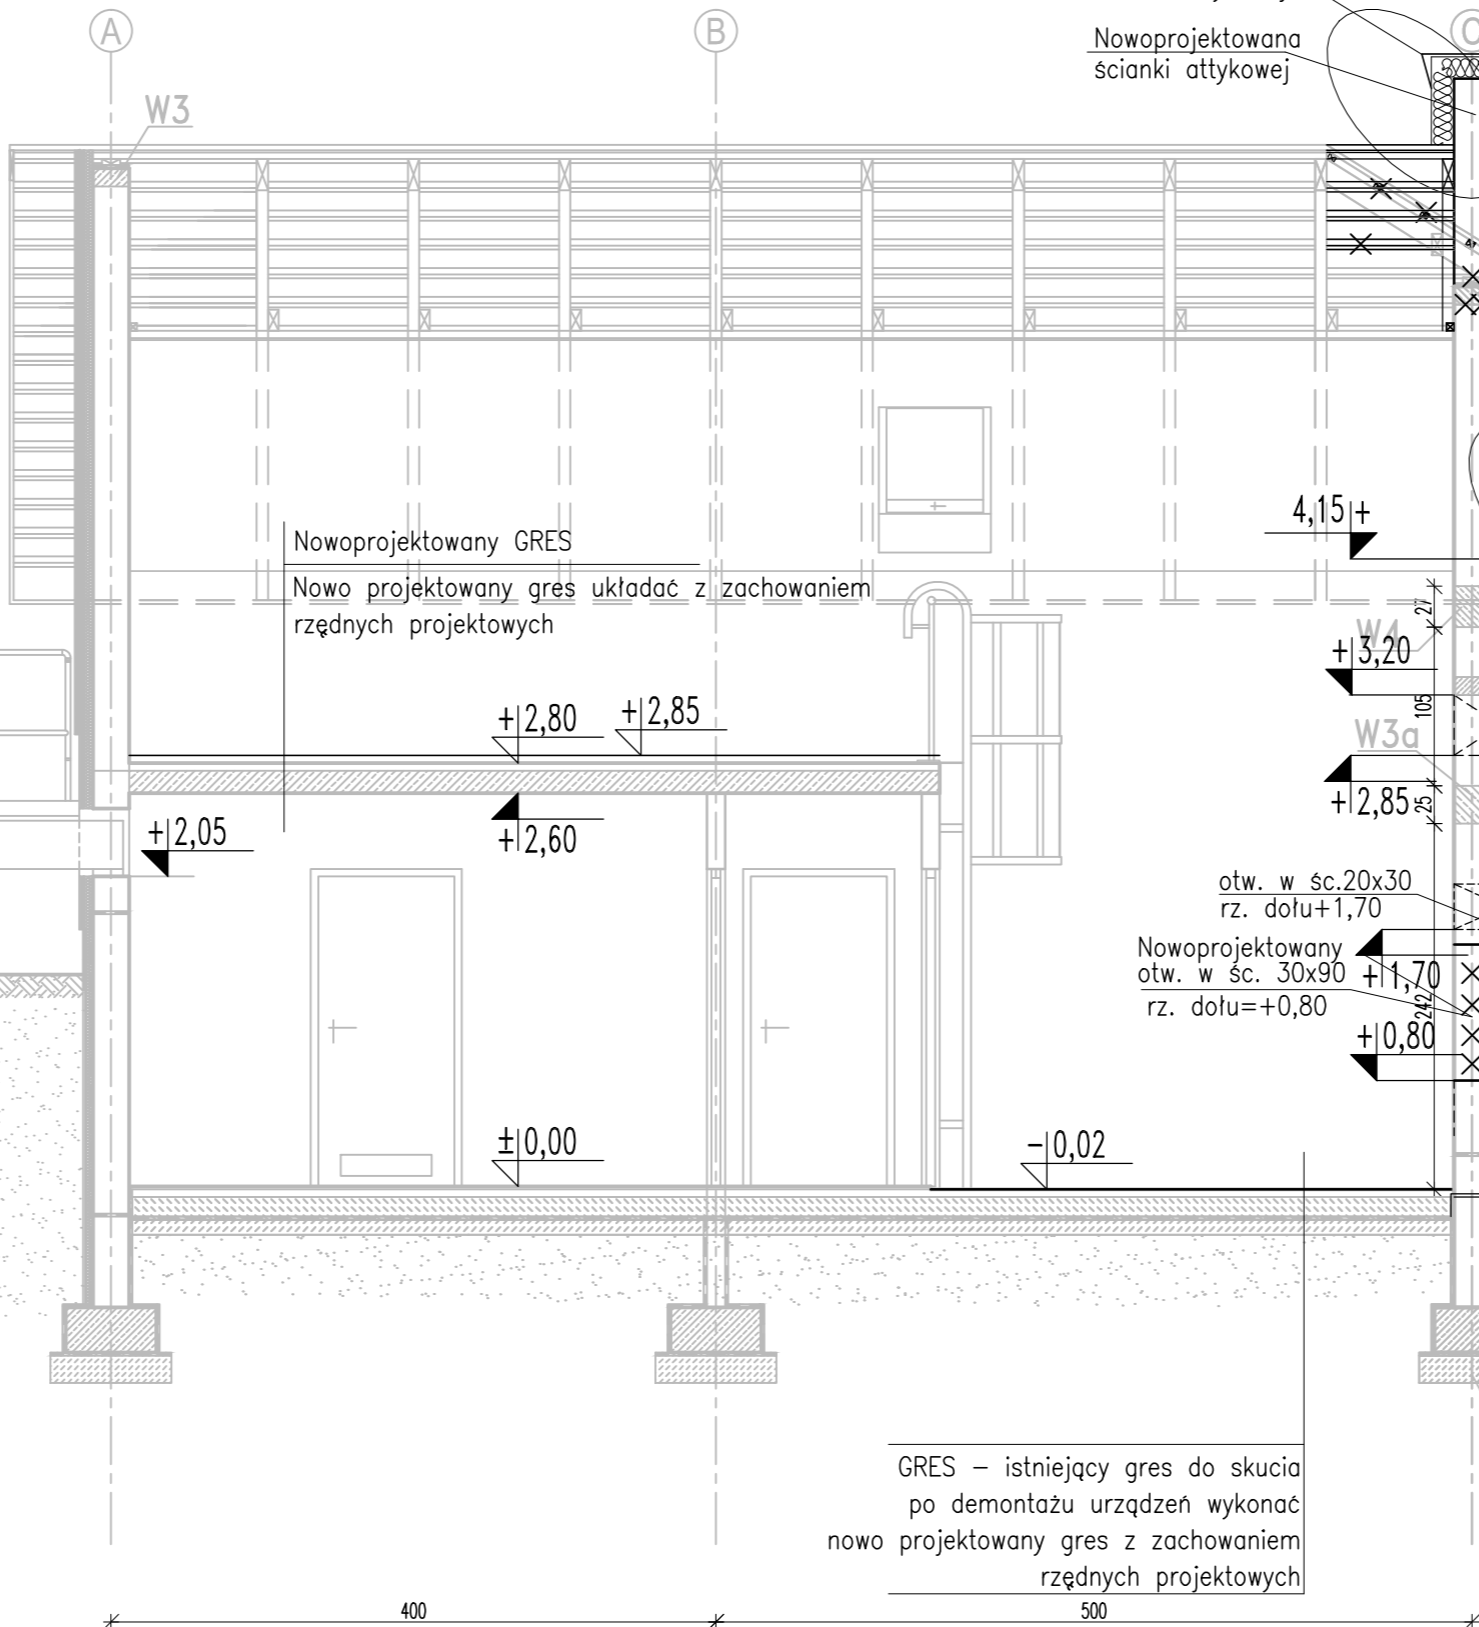 A
B
C
Nowoprojektowana
ścianki attykowej
W3
4,15+
Nowoprojektowany GRES
Nowo projektowany gres układać z zachowaniem
rzędnych projektowych
27
W4
+3,20
+2,80
+2,85
105
W3a
+2,85
25
+2,05
+2,60
otw. w śc.20x30
rz. dołu+1,70
Nowoprojektowany
otw. w śc. 30x90
+1,70
rz. dołu=+0,80
242
+0,80
±0,00
-0,02
GRES – istniejący gres do skucia
po demontażu urządzeń wykonać
nowo projektowany gres z zachowaniem
rzędnych projektowych
400
500